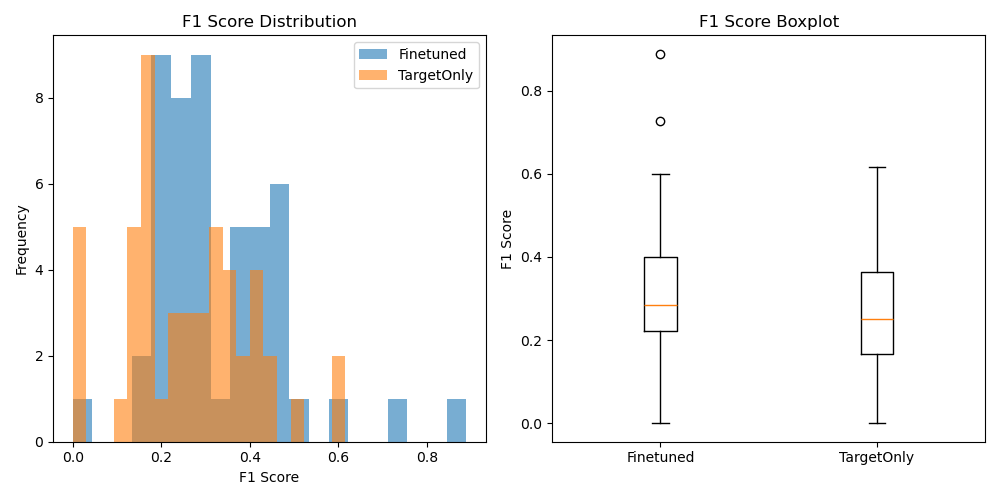 F1 Score Distribution
Finetuned
TargetOnly
8
6
4
2
0
Frequency
0.0 0.2 0.4 0.6 0.8
F1 Score
F1 Score Boxplot
0.8
0.6
0.4
0.2
0.0
F1 Score
Finetuned TargetOnly